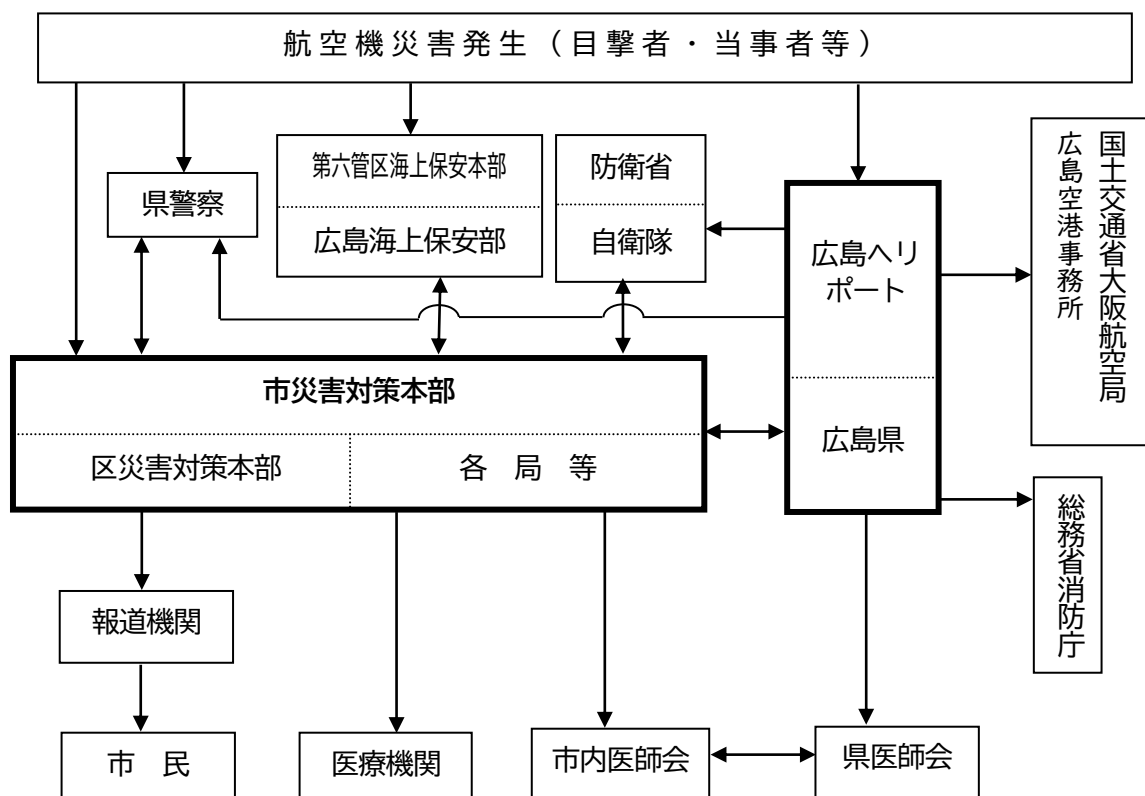 航空機災害発生（目撃者・当事者等）
県警察
第六管区海上保安本部
広島海上保安部
防衛省
自衛隊
広島ヘリ
ポート
広島県
国土交通省大阪航空局
広島空港事務所
総務省消防庁
市災害対策本部
区災害対策本部
各　局　等
報道機関
市　民
医療機関
市内医師会
県医師会